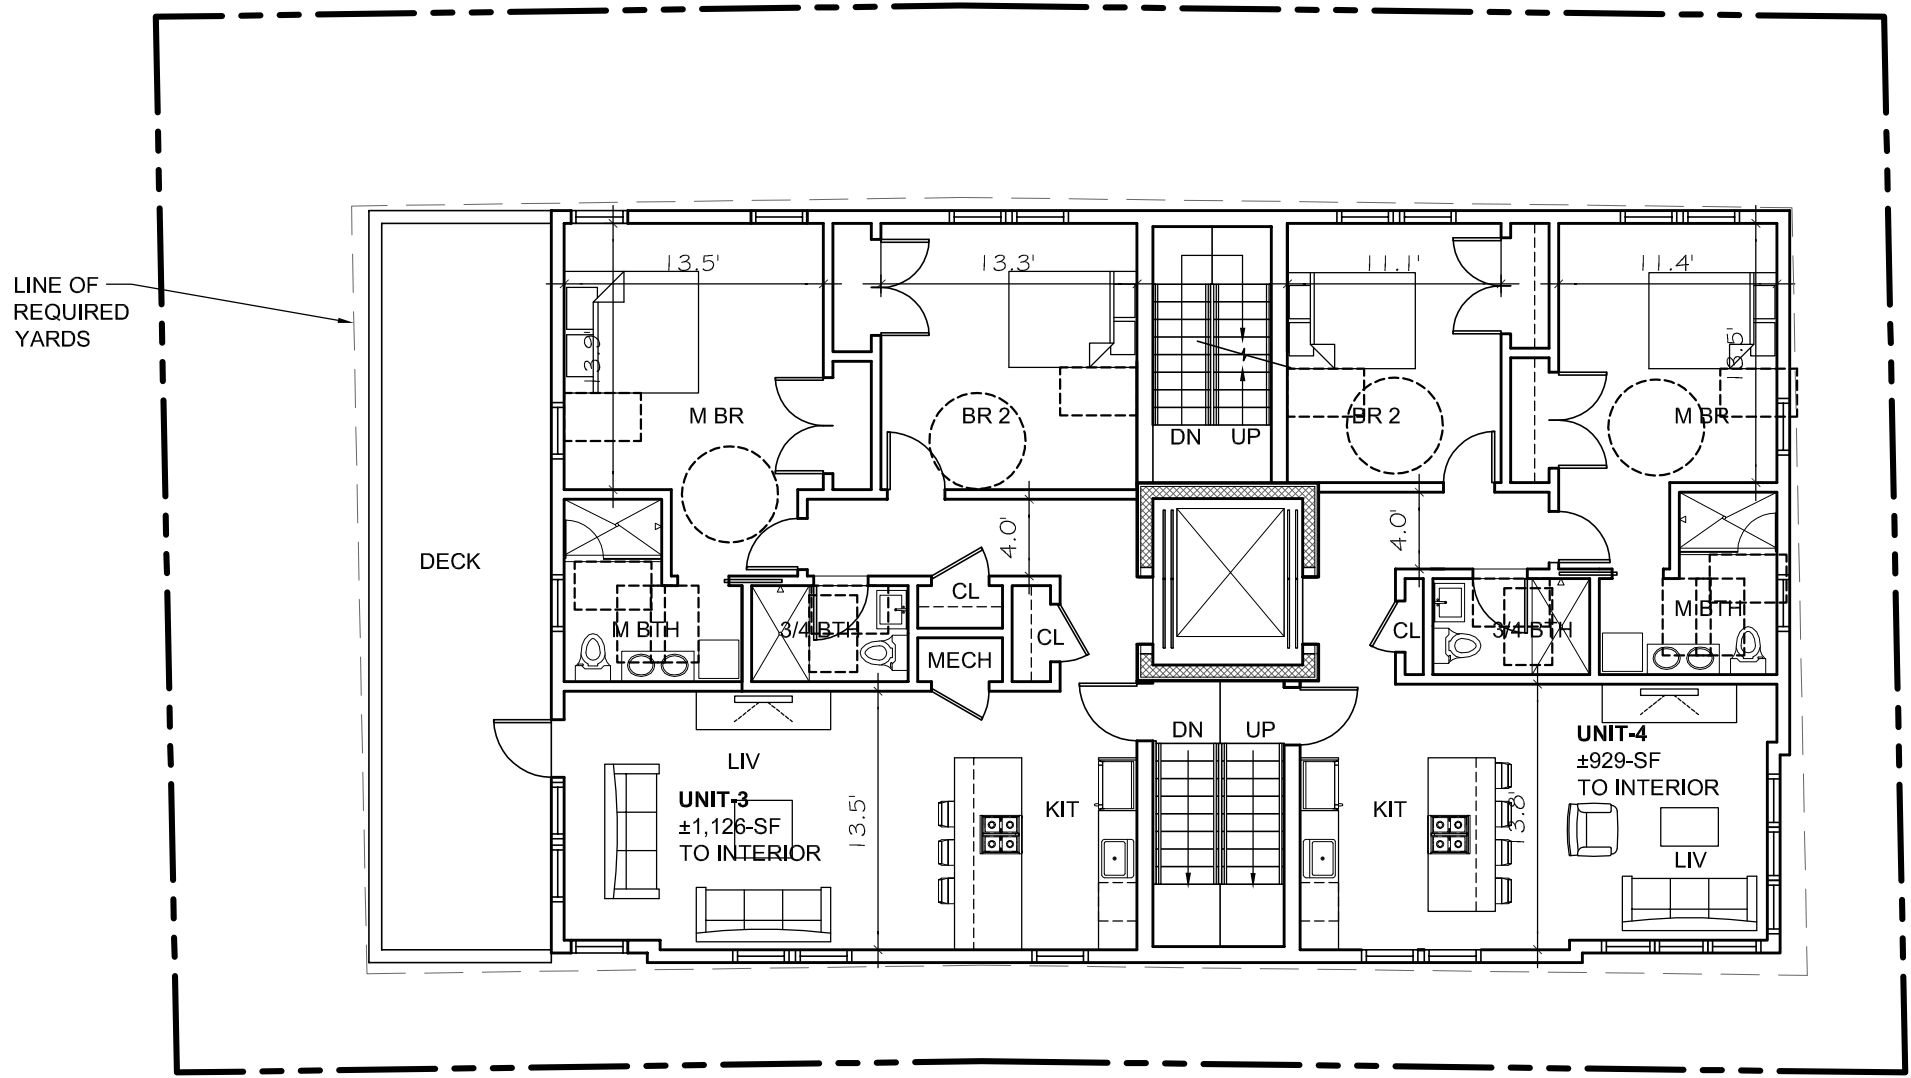 LINE OF
REQUIRED
YARDS
13.5'
13.3'
11.1'
11.4'
13.9'
13.5'
M BR
BR 2
DN
UP
BR 2
M BR
DECK
4.0'
4.0'
CL
CL
CL
M BTH
3/4 BTH
MECH
3/4 BTH
M BTH
DN
UP
LIV
UNIT-3
±1,126-SF
TO INTERIOR
13.5'
KIT
KIT
13.8'
UNIT-4
±929-SF
TO INTERIOR
LIV